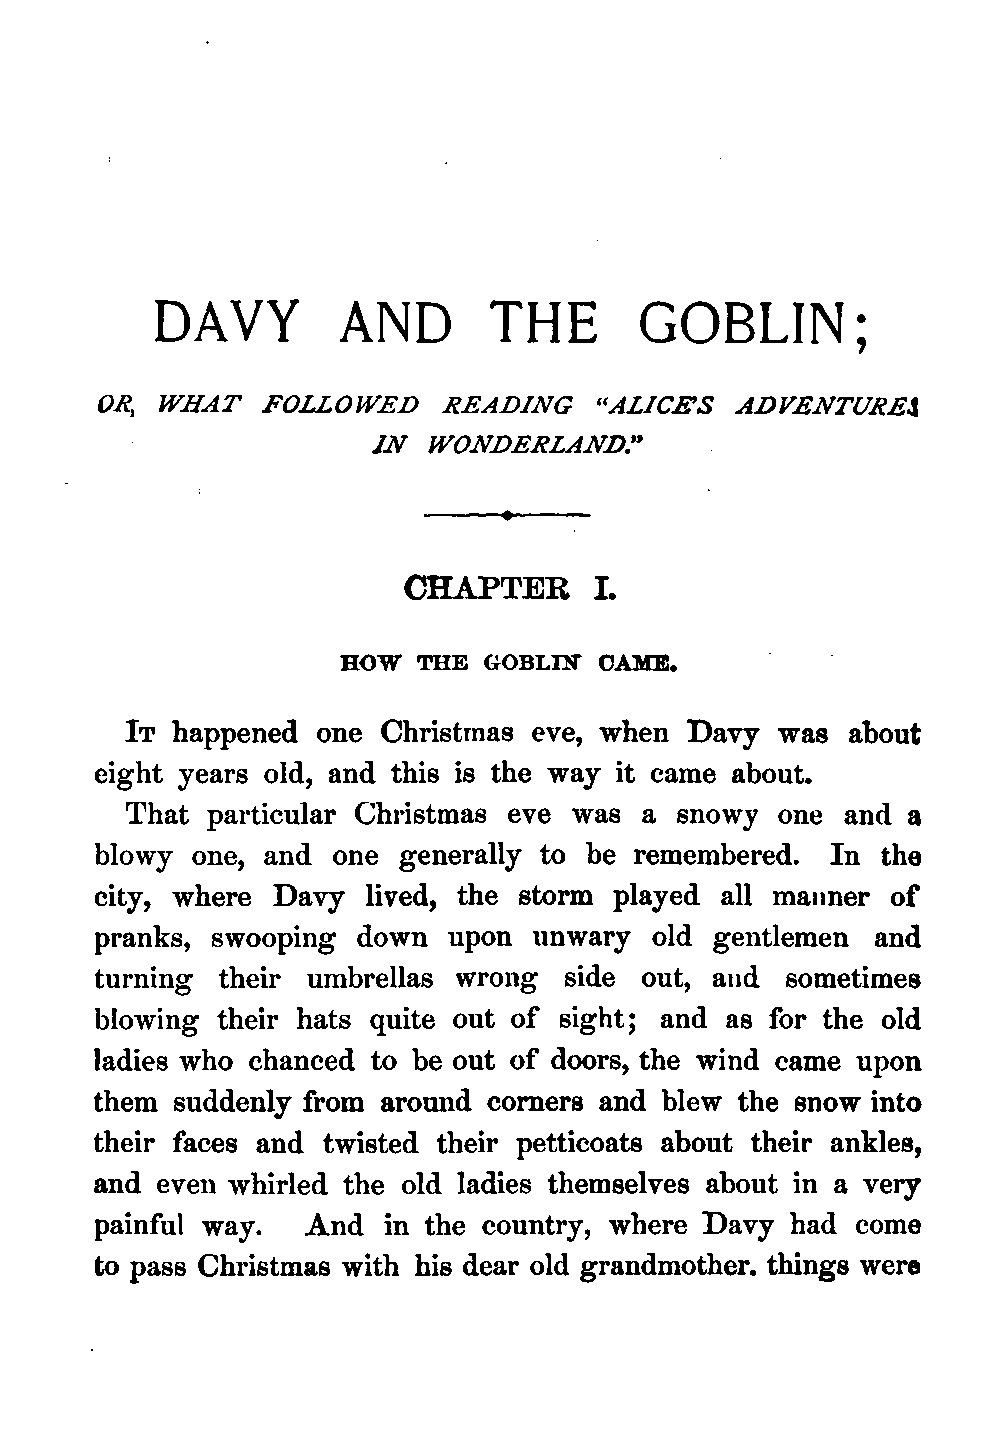 DAVY AND THE GOBLIN;
OR, WHAT FOLLOWED READING "ALICE'S ADVENTURES
IN WONDERLAND."
CHAPTER I.
HOW THE GOBLIN CAME.
IT happened one Christmas eve, when Davy was about
eight years old, and this is the way it came about.
That particular Christmas eve was a snowy one and a
blowy one, and one generally to be remembered. In the
city, where Davy lived, the storm played all manner of
pranks, swooping down upon unwary old gentlemen and
turning their umbrellas wrong side out, and sometimes
blowing their hats quite out of sight; and as for the old
ladies who chanced to be out of doors, the wind came upon
them suddenly from around corners and blew the snow into
their faces and twisted their petticoats about their ankles,
and even whirled the old ladies themselves about in a very
painful way. And in the country, where Davy had come
to pass Christmas with his dear old grandmother. things were